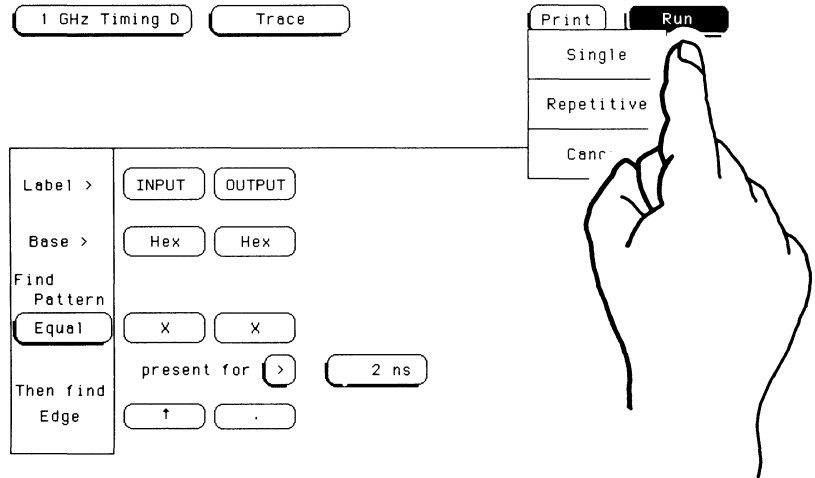 1 GHz Timing D Trace Print Run
Single
Repetitive
Label > INPUT OUTPUT
Base > Hex Hex
Find
Pattern
Equal X X
present for > 2 ns
Then find
Edge ↑ .